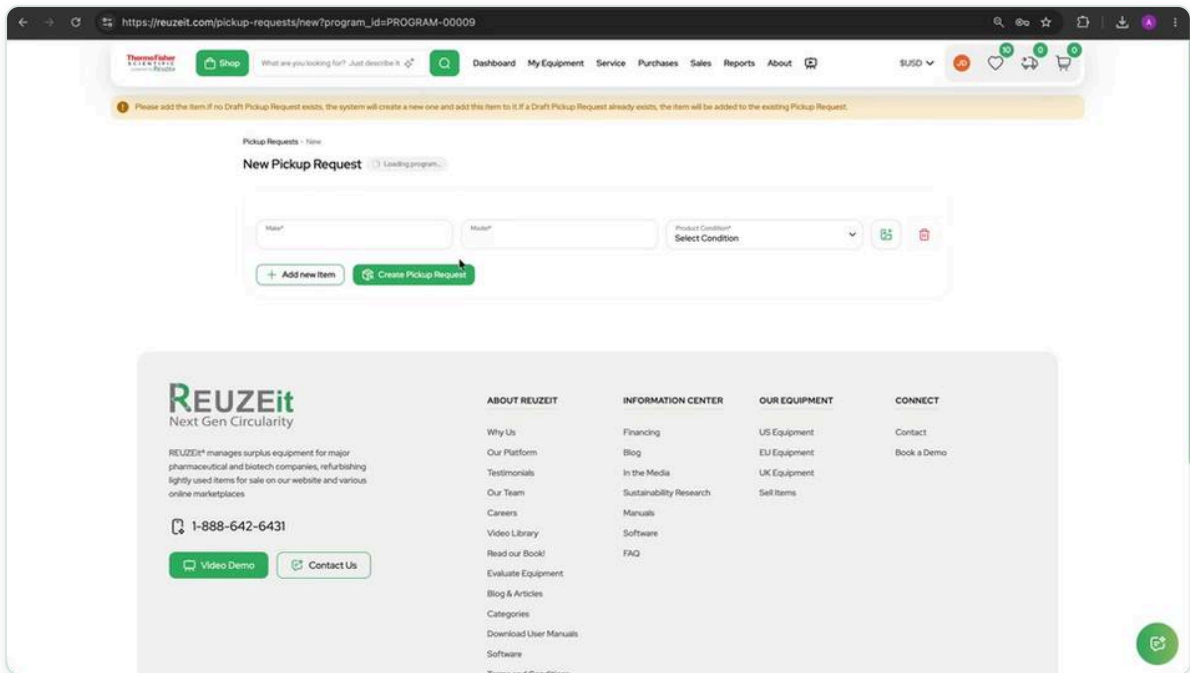 https://reuzeit.com/pickup-requests/new?program_id=PROGRAM-00009
A
ThermoFisher
SCIENTIFIC
Shop
What are you looking for? Just describe it
Dashboard
My Equipment
Service
Purchases
Sales
Reports
About
$USD
JD
10
0
0
Please add the item.If no Draft Pickup Request exists, the system will create a new one and add this item to it.If a Draft Pickup Request already exists, the item will be added to the existing Pickup Request.
Pickup Requests - New
New Pickup Request
Loading program...
Make*
Model*
Product Condition*
Select Condition
+ Add new Item
Create Pickup Request
REUZEit
Next Gen Circularity
REUZEit® manages surplus equipment for major
pharmaceutical and biotech companies, refurbishing
lightly used items for sale on our website and various
online marketplaces
1-888-642-6431
Video Demo
Contact Us
ABOUT REUZEIT
Why Us
Our Platform
Testimonials
Our Team
Careers
Video Library
Read our Book!
Evaluate Equipment
Blog & Articles
Categories
Download User Manuals
Software
Terms and Conditions
INFORMATION CENTER
Financing
Blog
In the Media
Sustainability Research
Manuals
Software
FAQ
OUR EQUIPMENT
US Equipment
EU Equipment
UK Equipment
Sell Items
CONNECT
Contact
Book a Demo